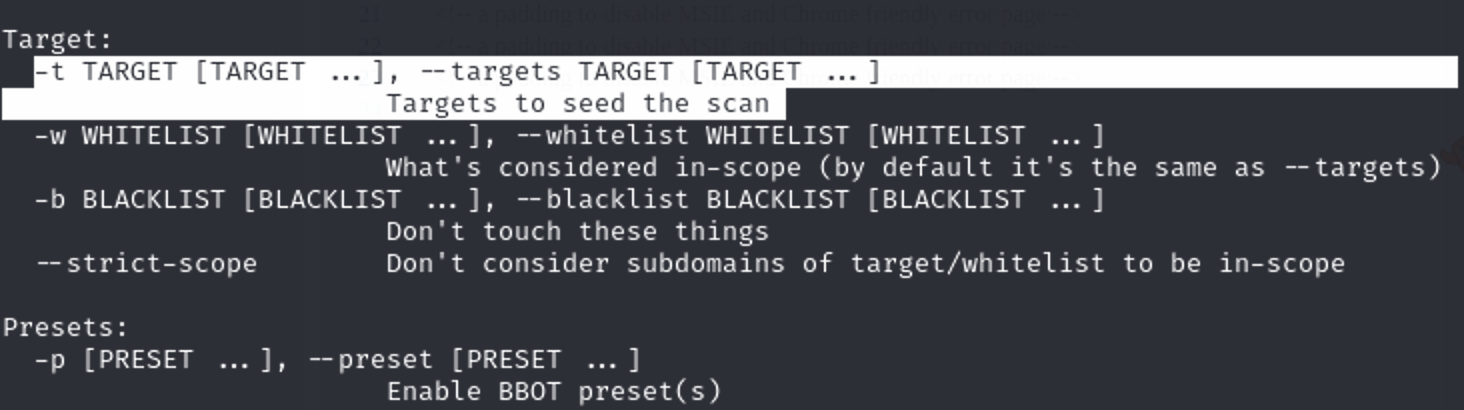 Target:
-t TARGET [TARGET ...], --targets TARGET [TARGET ...]
Targets to seed the scan
-w WHITELIST [WHITELIST ...], --whitelist WHITELIST [WHITELIST ...]
What's considered in-scope (by default it's the same as --targets)
-b BLACKLIST [BLACKLIST ...], --blacklist BLACKLIST [BLACKLIST ...]
Don't touch these things
--strict-scope Don't consider subdomains of target/whitelist to be in-scope
Presets:
-p [PRESET ...], --preset [PRESET ...]
Enable BBOT preset(s)